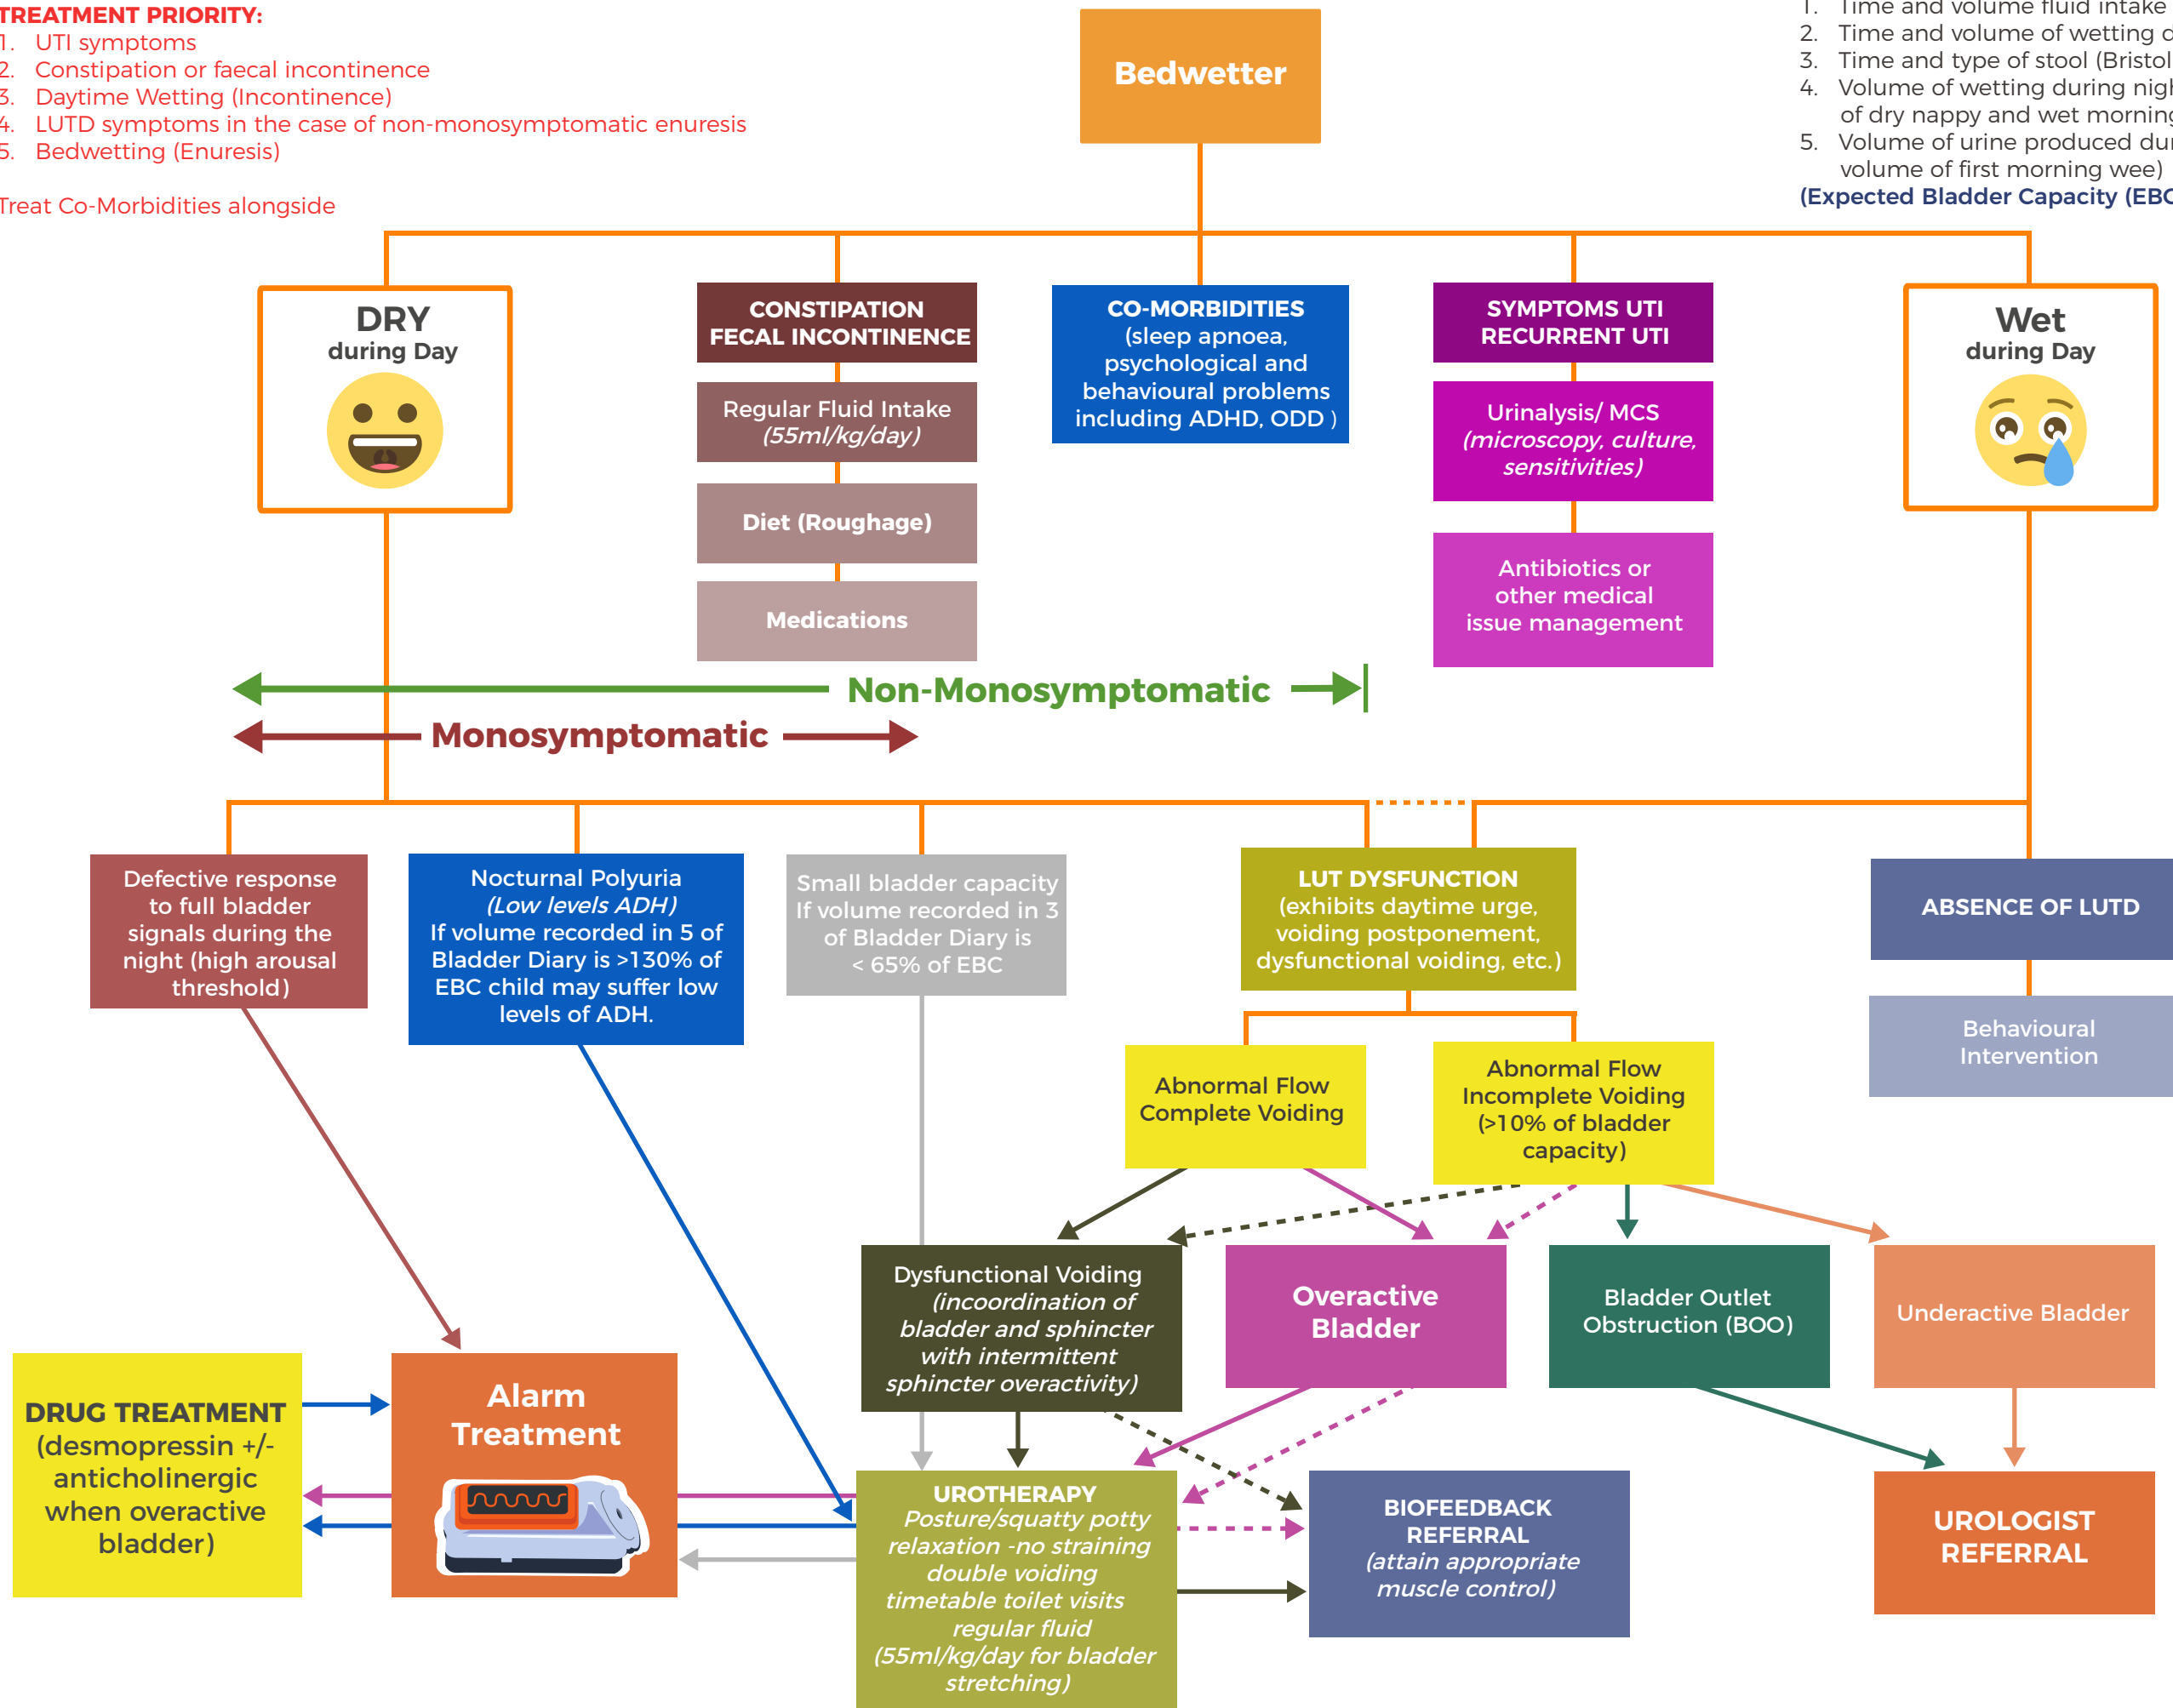 TREATMENT PRIORITY:
1. UTI symptoms
2. Constipation or faecal incontinence
3. Daytime Wetting (Incontinence)
4. LUTD symptoms in the case of non-monosymptomatic enuresis
5. Bedwetting (Enuresis)
Treat Co-Morbidities alongside
Bedwetter
1. Time and volume fluid intake
2. Time and volume of wetting
3. Time and type of stool (Bristol
4. Volume of wetting during
of dry nappy and wet
5. Volume of urine produced
volume of first morning wee)
(Expected Bladder Capacity (EBC
DRY
during Day
CONSTIPATION
FECAL INCONTINENCE
Regular Fluid Intake
(55ml/kg/day)
Diet (Roughage)
Medications
CO-MORBIDITIES
(sleep apnoea,
psychological and
behavioural problems
including ADHD, ODD )
SYMPTOMS UTI
RECURRENT UTI
Urinalysis/ MCS
(microscopy, culture,
sensitivities)
Antibiotics or
other medical
issue management
Wet
during Day
Non-Monosymptomatic
Monosymptomatic
Defective response
to full bladder
signals during the
night (high arousal
threshold)
Nocturnal Polyuria
(Low levels ADH)
If volume recorded in 5 of
Bladder Diary is >130% of
EBC child may suffer low
levels of ADH.
Small bladder capacity
If volume recorded in 3
of Bladder Diary is
< 65% of EBC
LUT DYSFUNCTION
(exhibits daytime urge,
voiding postponement,
dysfunctional voiding, etc.)
ABSENCE OF LUTD
Behavioural
Intervention
Abnormal Flow
Complete Voiding
Abnormal Flow
Incomplete Voiding
(>10% of bladder
capacity)
Dysfunctional Voiding
(incoordination of
bladder and sphincter
with intermittent
sphincter overactivity)
Overactive
Bladder
Bladder Outlet
Obstruction (BOO)
Underactive Bladder
DRUG TREATMENT
(desmopressin +/-
anticholinergic
when overactive
bladder)
Alarm
Treatment
UROTHERAPY
Posture/squatty potty
relaxation -no straining
double voiding
timetable toilet visits
regular fluid
(55ml/kg/day for bladder
stretching)
BIOFEEDBACK
REFERRAL
(attain appropriate
muscle control)
UROLOGIST
REFERRAL